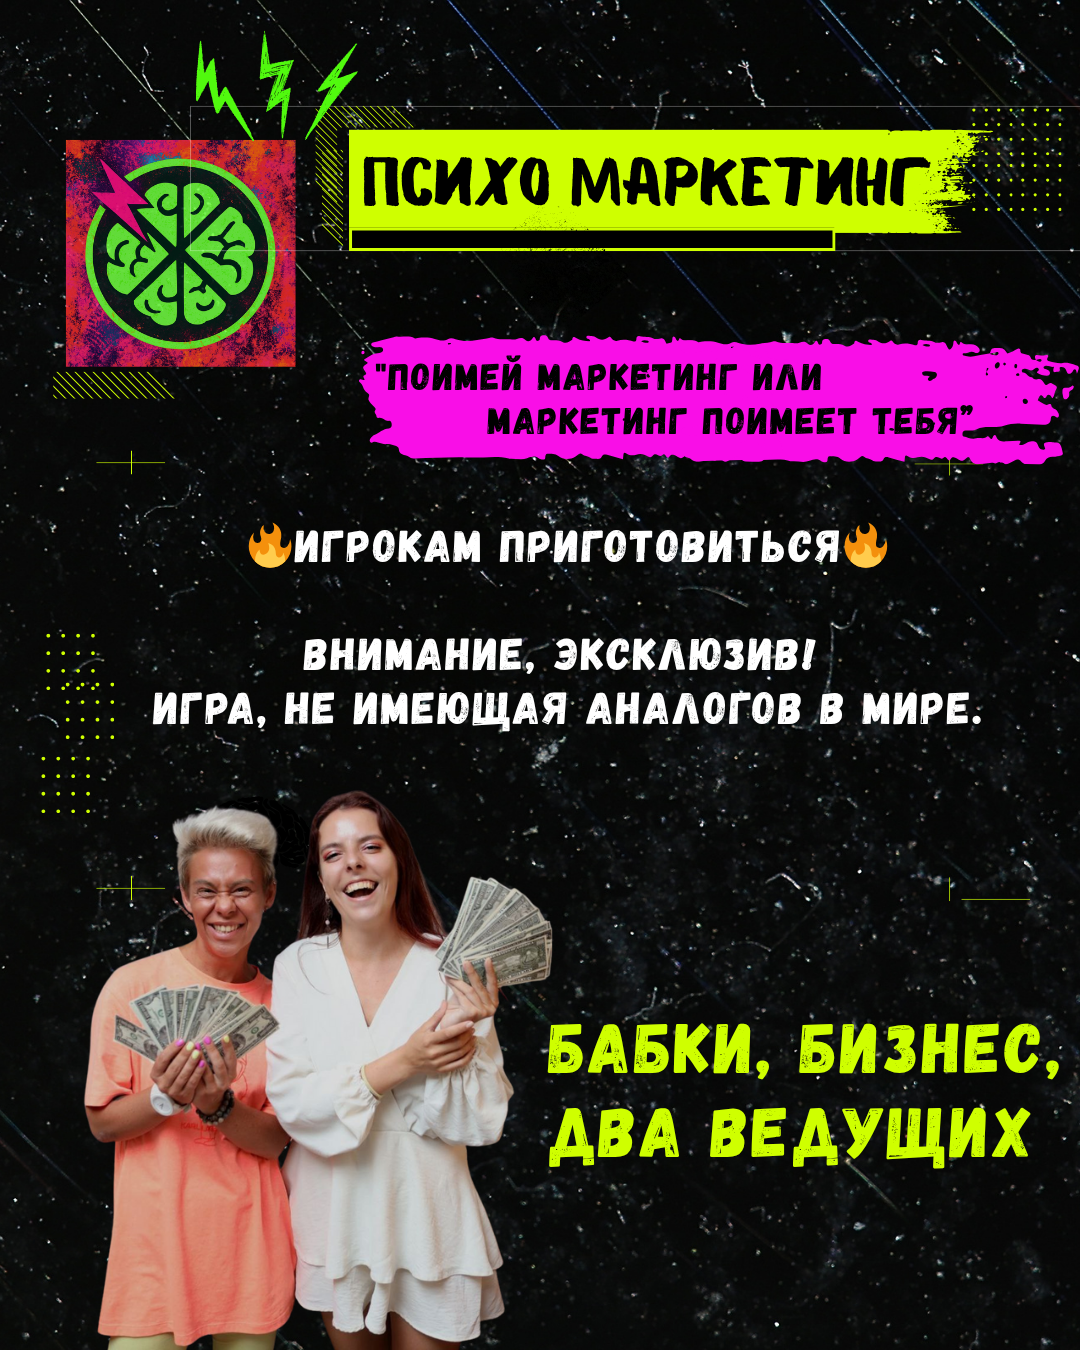 ПСИХО МАРКЕТИНГ
"ПОИМЕЙ МАРКЕТИНГ ИЛИ
МАРКЕТИНГ ПОИМЕЕТ ТЕБЯ”
🔥ИГРОКАМ ПРИГОТОВИТЬСЯ🔥
ВНИМАНИЕ, ЭКСКЛЮЗИВ!
ИГРА, НЕ ИМЕЮЩАЯ АНАЛОГОВ В МИРЕ.
БАБКИ, БИЗНЕС,
ДВА ВЕДУЩИХ